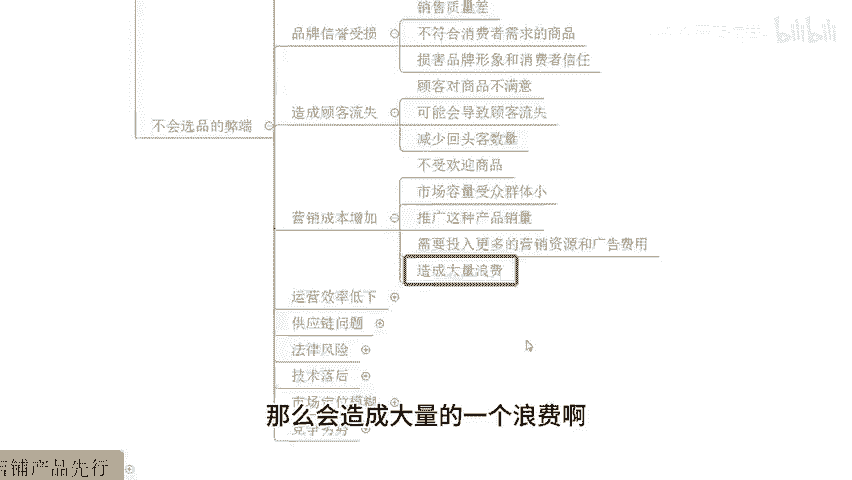 销售质量差
品牌信誉受损
不符合消费者需求的商品
损害品牌形象和消费者信任
顾客对商品不满意
不会选品的弊端
造成顾客流失
可能会导致顾客流失
减少回头客数量
不受欢迎商品
市场容量受众群体小
营销成本增加
推广这种产品销量
需要投入更多的营销资源和广告费用
造成大量浪费
运营效率低下
供应链问题
法律风险
技术落后
市场定位模糊
竞争劣势
那么会造成大量的一个浪费啊
店铺产品先行
bilibili